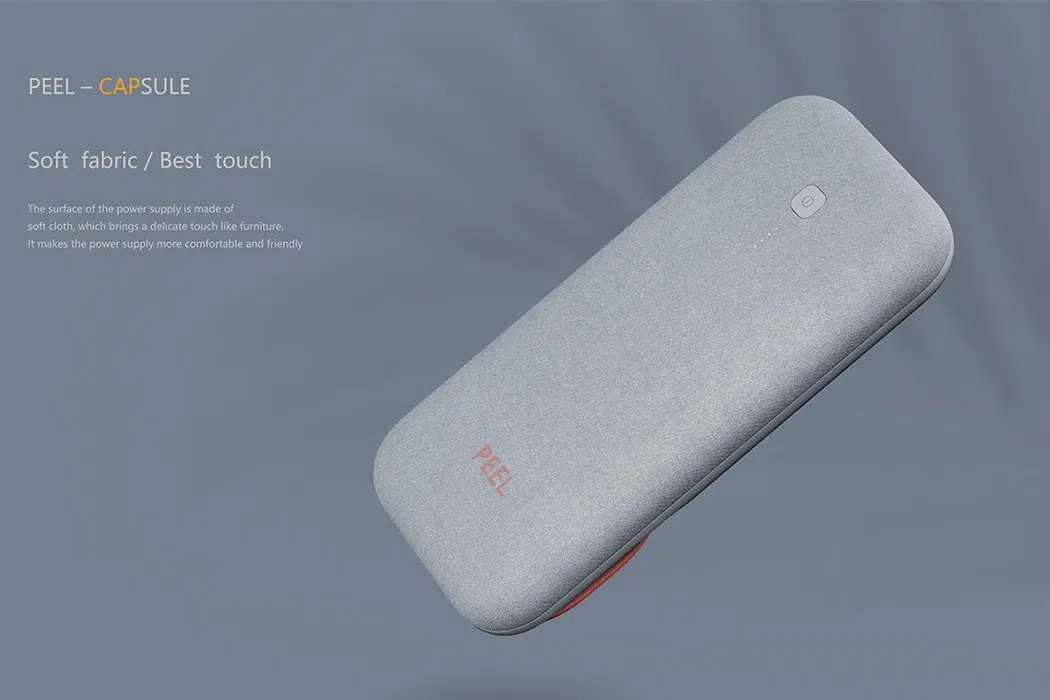 PEEL – CAPSULE
Soft fabric / Best touch
The surface of the power supply is made of
soft cloth, which brings a delicate touch like furniture.
It makes the power supply more comfortable and friendly
PEEL